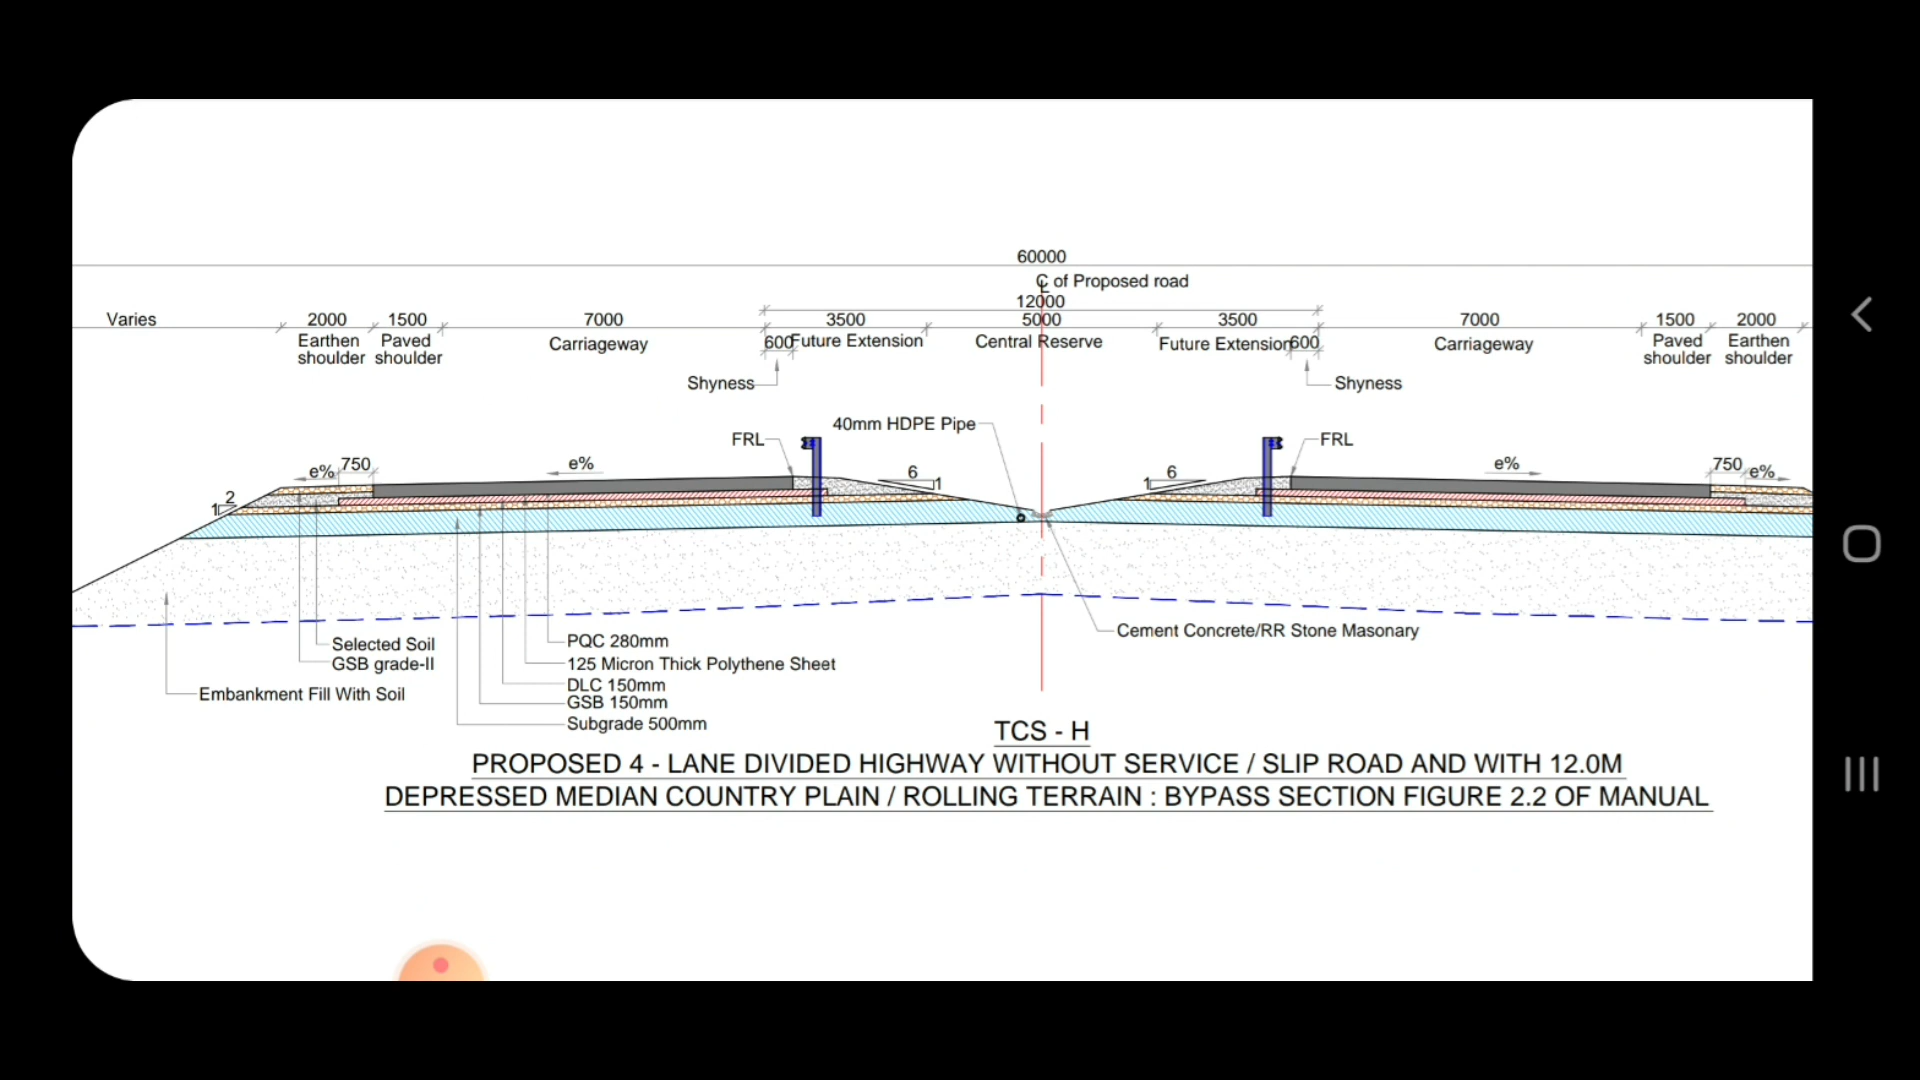 60000
℄ of Proposed road
12000
Varies 2000 1500 7000 3500 5000 3500 7000 1500 2000
Earthen shoulder Paved shoulder Carriageway 600 Future Extension Central Reserve Future Extension 600 Carriageway Paved shoulder Earthen shoulder
Shyness Shyness
40mm HDPE Pipe
FRL FRL
e% 750 e% 6 1 6 1 e% 750 e%
2 1
Cement Concrete/RR Stone Masonary
Selected Soil
GSB grade-II
Embankment Fill With Soil
PQC 280mm
125 Micron Thick Polythene Sheet
DLC 150mm
GSB 150mm
Subgrade 500mm
TCS - H
PROPOSED 4 - LANE DIVIDED HIGHWAY WITHOUT SERVICE / SLIP ROAD AND WITH 12.0M
DEPRESSED MEDIAN COUNTRY PLAIN / ROLLING TERRAIN : BYPASS SECTION FIGURE 2.2 OF MANUAL